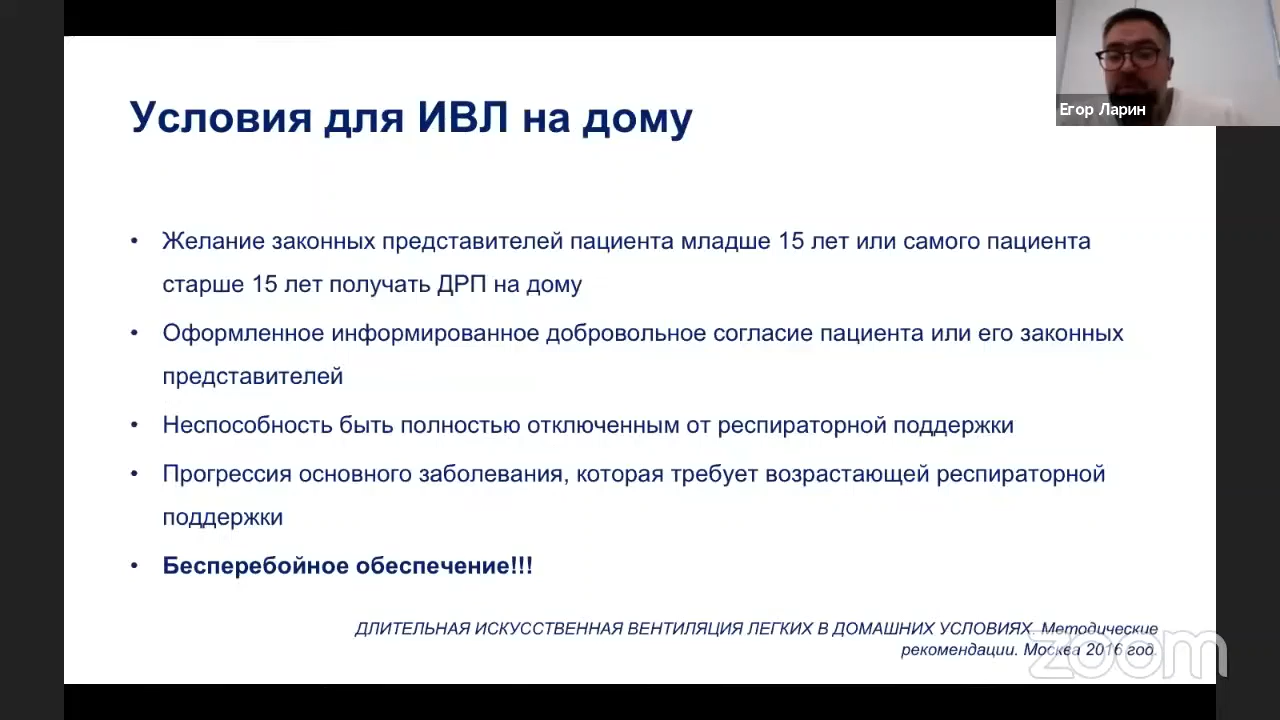 Условия для ИВЛ на дому
Егор Ларин
• Желание законных представителей пациента младше 15 лет или самого пациента
старше 15 лет получать ДРП на дому
• Оформленное информированное добровольное согласие пациента или его законных
представителей
• Неспособность быть полностью отключенным от респираторной поддержки
• Прогрессия основного заболевания, которая требует возрастающей респираторной
поддержки
• Бесперебойное обеспечение!!!
ДЛИТЕЛЬНАЯ ИСКУССТВЕННАЯ ВЕНТИЛЯЦИЯ ЛЕГКИХ В ДОМАШНИХ УСЛОВИЯХ. Методические
рекомендации. Москва 2016 год.
zoom